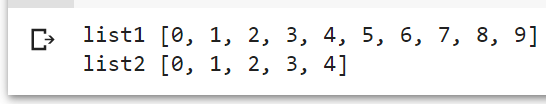 list1 [0, 1, 2, 3, 4, 5, 6, 7, 8, 9]
list2 [0, 1, 2, 3, 4]